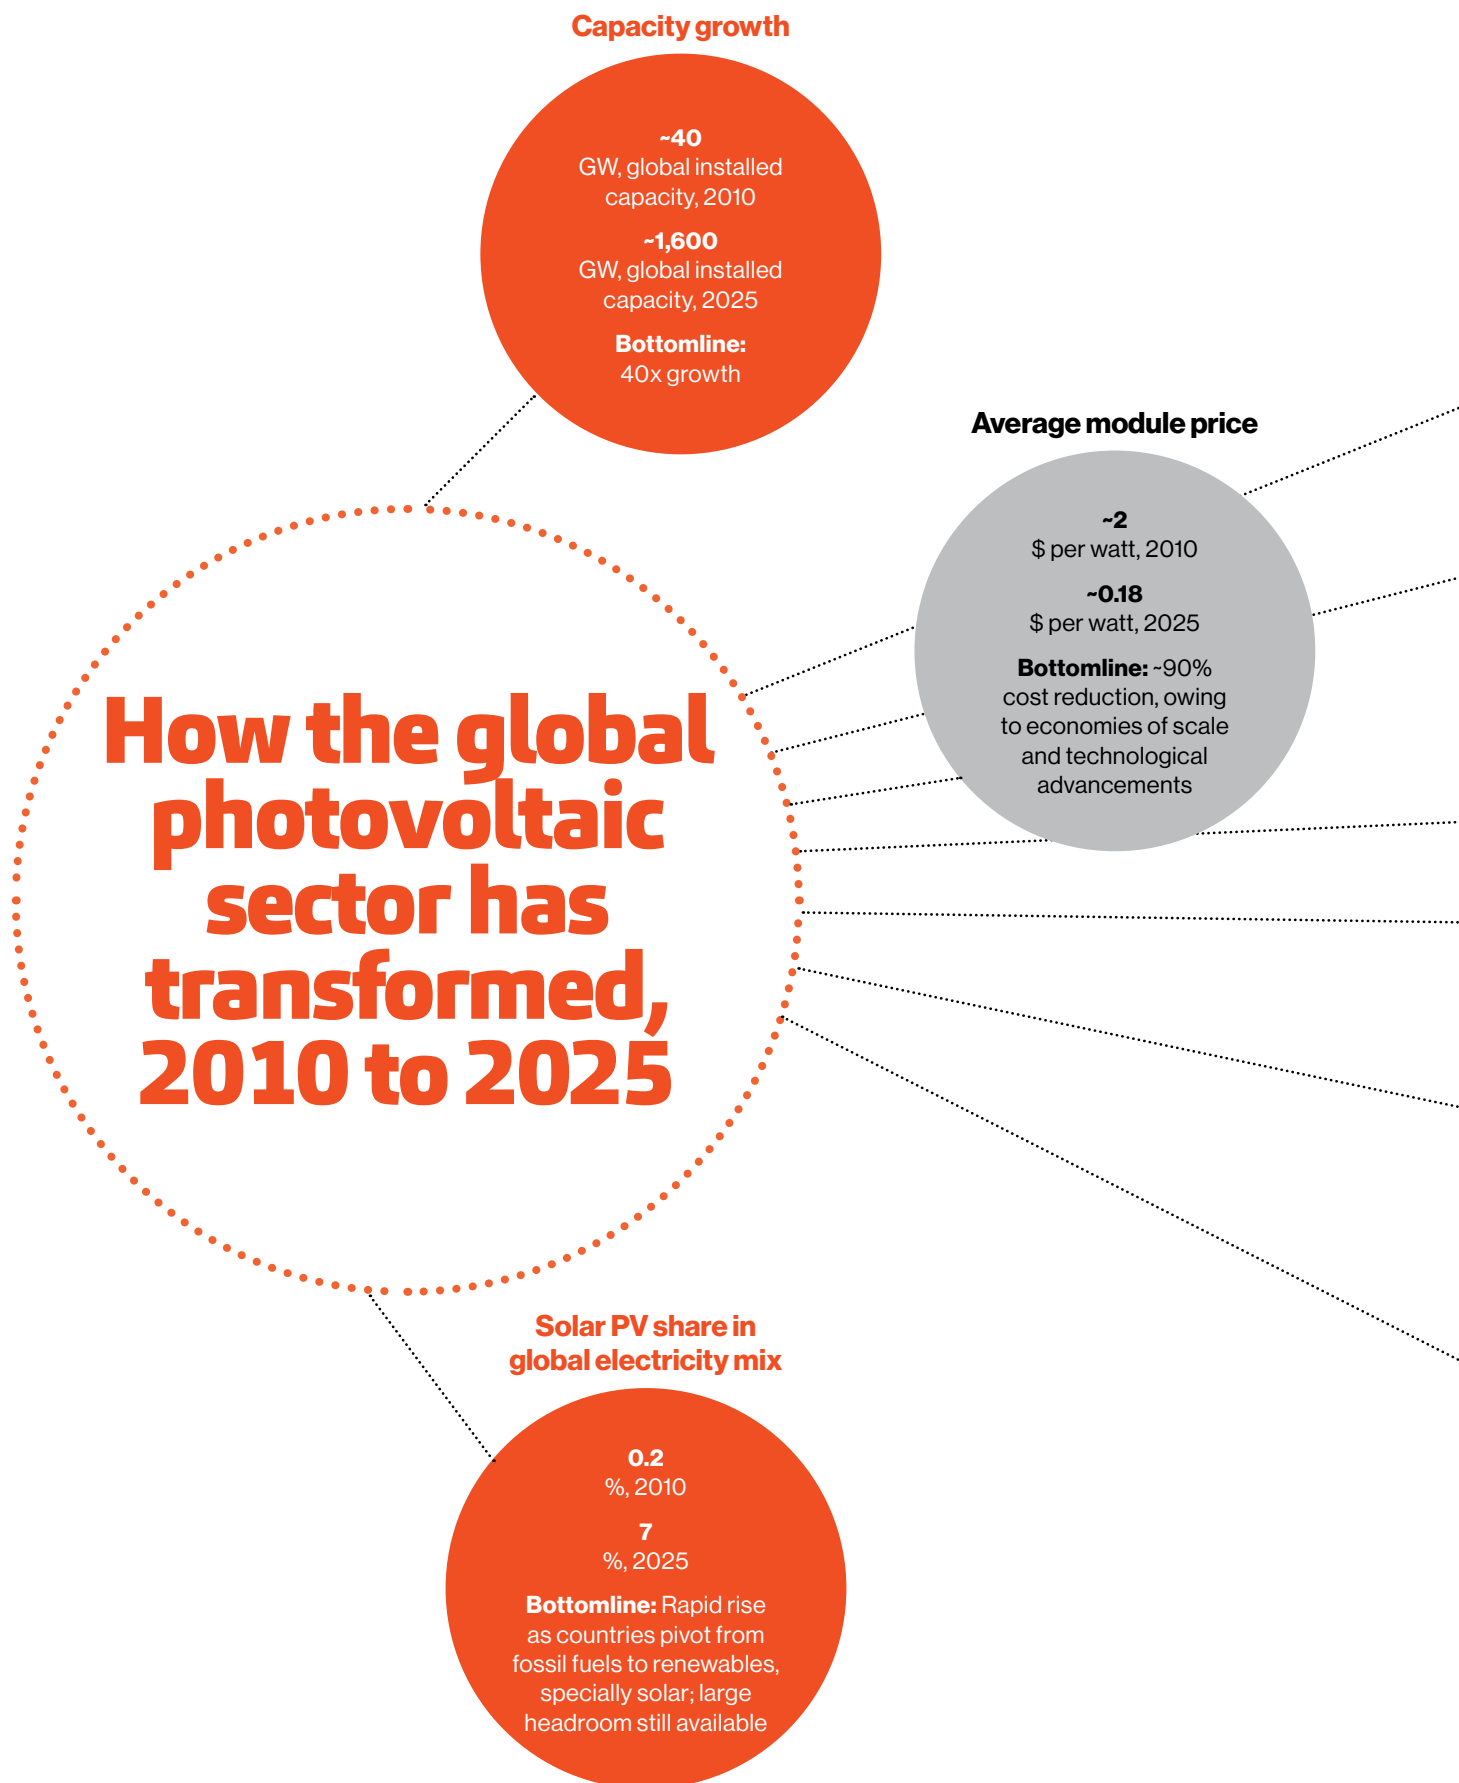 Capacity growth
~40
GW, global installed
capacity, 2010
~1,600
GW, global installed
capacity, 2025
Bottomline:
40x growth
Average module price
~2
$ per watt, 2010
~0.18
$ per watt, 2025
Bottomline: ~90%
cost reduction, owing
to economies of scale
and technological
advancements
How the global
photovoltaic
sector has
transformed,
2010 to 2025
Solar PV share in
global electricity mix
0.2
%, 2010
7
%, 2025
Bottomline: Rapid rise
as countries pivot from
fossil fuels to renewables,
specially solar; large
headroom still available